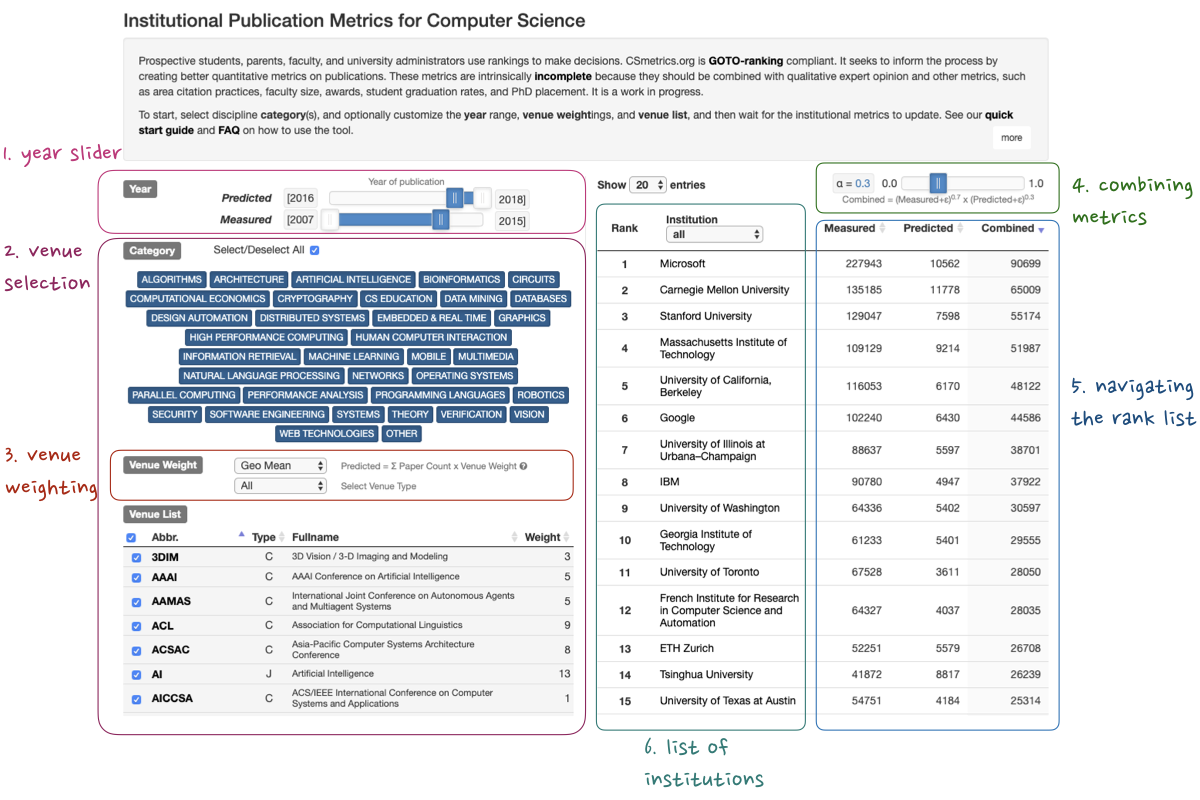 Institutional Publication Metrics for Computer Science
Prospective students, parents, faculty, and university administrators use rankings to make decisions. CSmetrics.org is GOTO-ranking compliant. It seeks to inform the process by
creating better quantitative metrics on publications. These metrics are intrinsically incomplete because they should be combined with qualitative expert opinion and other metrics, such
as area citation practices, faculty size, awards, student graduation rates, and PhD placement. It is a work in progress.
To start, select discipline category(s), and optionally customize the year range, venue weightings, and venue list, and then wait for the institutional metrics to update. See our quick
start guide and FAQ on how to use the tool.
more
1. year slider
Year
Year of publication
Predicted [2016 2018]
Measured [2007 2015]
2. venue
selection
Category Select/Deselect All
ALGORITHMS ARCHITECTURE ARTIFICIAL INTELLIGENCE BIOINFORMATICS CIRCUITS
COMPUTATIONAL ECONOMICS CRYPTOGRAPHY CS EDUCATION DATA MINING DATABASES
DESIGN AUTOMATION DISTRIBUTED SYSTEMS EMBEDDED & REAL TIME GRAPHICS
HIGH PERFORMANCE COMPUTING HUMAN COMPUTER INTERACTION
INFORMATION RETRIEVAL MACHINE LEARNING MOBILE MULTIMEDIA
NATURAL LANGUAGE PROCESSING NETWORKS OPERATING SYSTEMS
PARALLEL COMPUTING PERFORMANCE ANALYSIS PROGRAMMING LANGUAGES ROBOTICS
SECURITY SOFTWARE ENGINEERING SYSTEMS THEORY VERIFICATION VISION
WEB TECHNOLOGIES OTHER
3. venue
weighting
Venue Weight Geo Mean Predicted = Σ Paper Count x Venue Weight ?
All Select Venue Type
Venue List
Abbr. Type Fullname Weight
3DIM C 3D Vision / 3-D Imaging and Modeling 3
AAAI C AAAI Conference on Artificial Intelligence 5
AAMAS C International Joint Conference on Autonomous Agents
and Multiagent Systems 5
ACL C Association for Computational Linguistics 9
ACSAC C Asia-Pacific Computer Systems Architecture
Conference 8
AI J Artificial Intelligence 13
AICCSA C ACS/IEEE International Conference on Computer
Systems and Applications 1
Show 20 entries
α = 0.3 0.0 1.0
Combined = (Measured+ε)^0.7 x (Predicted+ε)^0.3
4. combining
metrics
Rank Institution Measured Predicted Combined
all
1 Microsoft 227943 10562 90699
2 Carnegie Mellon University 135185 11778 65009
3 Stanford University 129047 7598 55174
4 Massachusetts Institute of
Technology 109129 9214 51987
5 University of California,
Berkeley 116053 6170 48122
6 Google 102240 6430 44586
7 University of Illinois at
Urbana–Champaign 88637 5597 38701
8 IBM 90780 4947 37922
9 University of Washington 64336 5402 30597
10 Georgia Institute of
Technology 61233 5401 29555
11 University of Toronto 67528 3611 28050
12 French Institute for Research
in Computer Science and
Automation 64327 4037 28035
13 ETH Zurich 52251 5579 26708
14 Tsinghua University 41872 8817 26239
15 University of Texas at Austin 54751 4184 25314
5. navigating
the rank list
6. list of
institutions